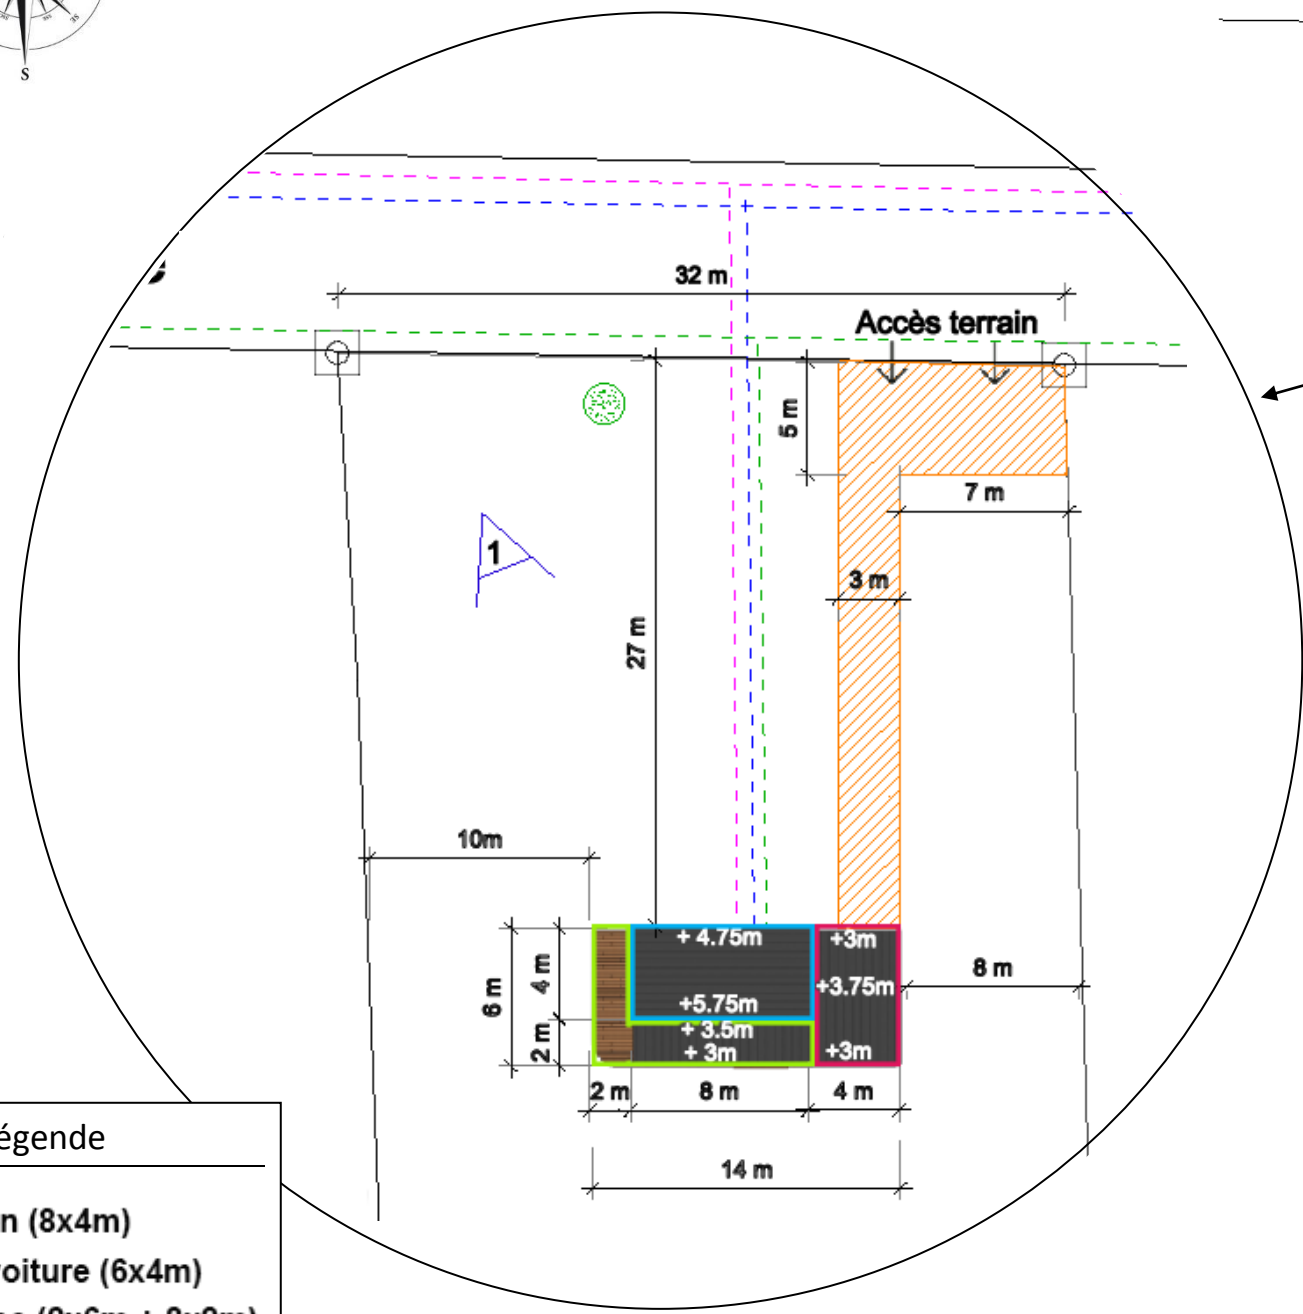 S
32 m
Accès terrain
5 m
7 m
1
3 m
27 m
10m
+ 4.75m
+3m
8 m
4 m
6 m
+3.75m
+5.75m
+ 3.5m
2 m
+ 3m
+3m
2 m
8 m
4 m
14 m
égende
n (8x4m)
oiture (6x4m)